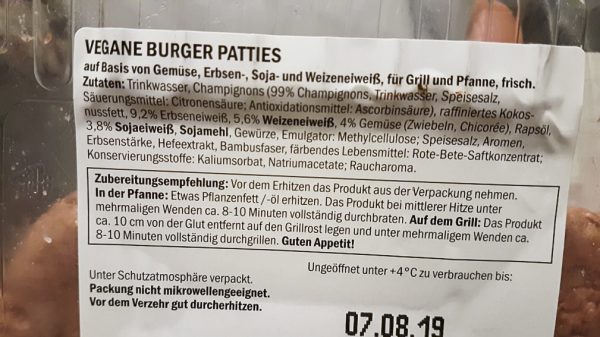 VEGANE BURGER PATTIES
auf Basis von Gemüse, Erbsen-, Soja- und Weizeneiweiß, für Grill und Pfanne, frisch.
Zutaten: Trinkwasser, Champignons (99% Champignons, Trinkwasser, Speisesalz,
Säuerungsmittel: Citronensäure; Antioxidationsmittel: Ascorbinsäure), raffiniertes Kokos-
nussfett, 9,2% Erbseneiweiß, 5,6% Weizeneiweiß, 4% Gemüse (Zwiebeln, Chicorée), Rapsöl,
3,8% Sojaeiweiß, Sojamehl, Gewürze, Emulgator: Methylcellulose; Speisesalz, Aromen,
Erbsenstärke, Hefeextrakt, Bambusfaser, färbendes Lebensmittel: Rote-Bete-Saftkonzentrat;
Konservierungsstoffe: Kaliumsorbat, Natriumacetate; Raucharoma.
Zubereitungsempfehlung: Vor dem Erhitzen das Produkt aus der Verpackung nehmen.
In der Pfanne: Etwas Pflanzenfett /-öl erhitzen. Das Produkt bei mittlerer Hitze unter
mehrmaligem Wenden ca. 8-10 Minuten vollständig durchbraten. Auf dem Grill: Das Produkt
ca. 10 cm von der Glut entfernt auf den Grillrost legen und unter mehrmaligem Wenden ca.
8-10 Minuten vollständig durchgrillen. Guten Appetit!
Ungeöffnet unter +4°C zu verbrauchen bis:
Unter Schutzatmosphäre verpackt.
Packung nicht mikrowellengeeignet.
Vor dem Verzehr gut durcherhitzen.
07.08.19